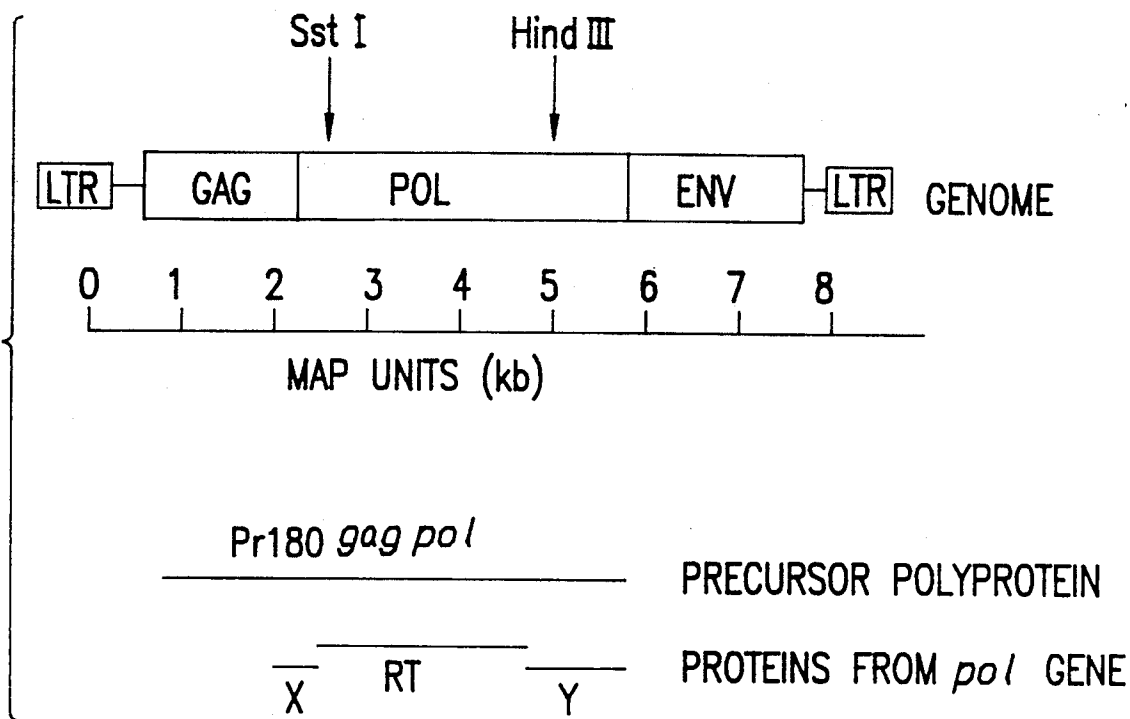 Sst I Hind III
LTR GAG POL ENV LTR GENOME
0 1 2 3 4 5 6 7 8
MAP UNITS (kb)
Pr180 gag pol
PRECURSOR POLYPROTEIN
X RT Y PROTEINS FROM pol GENE